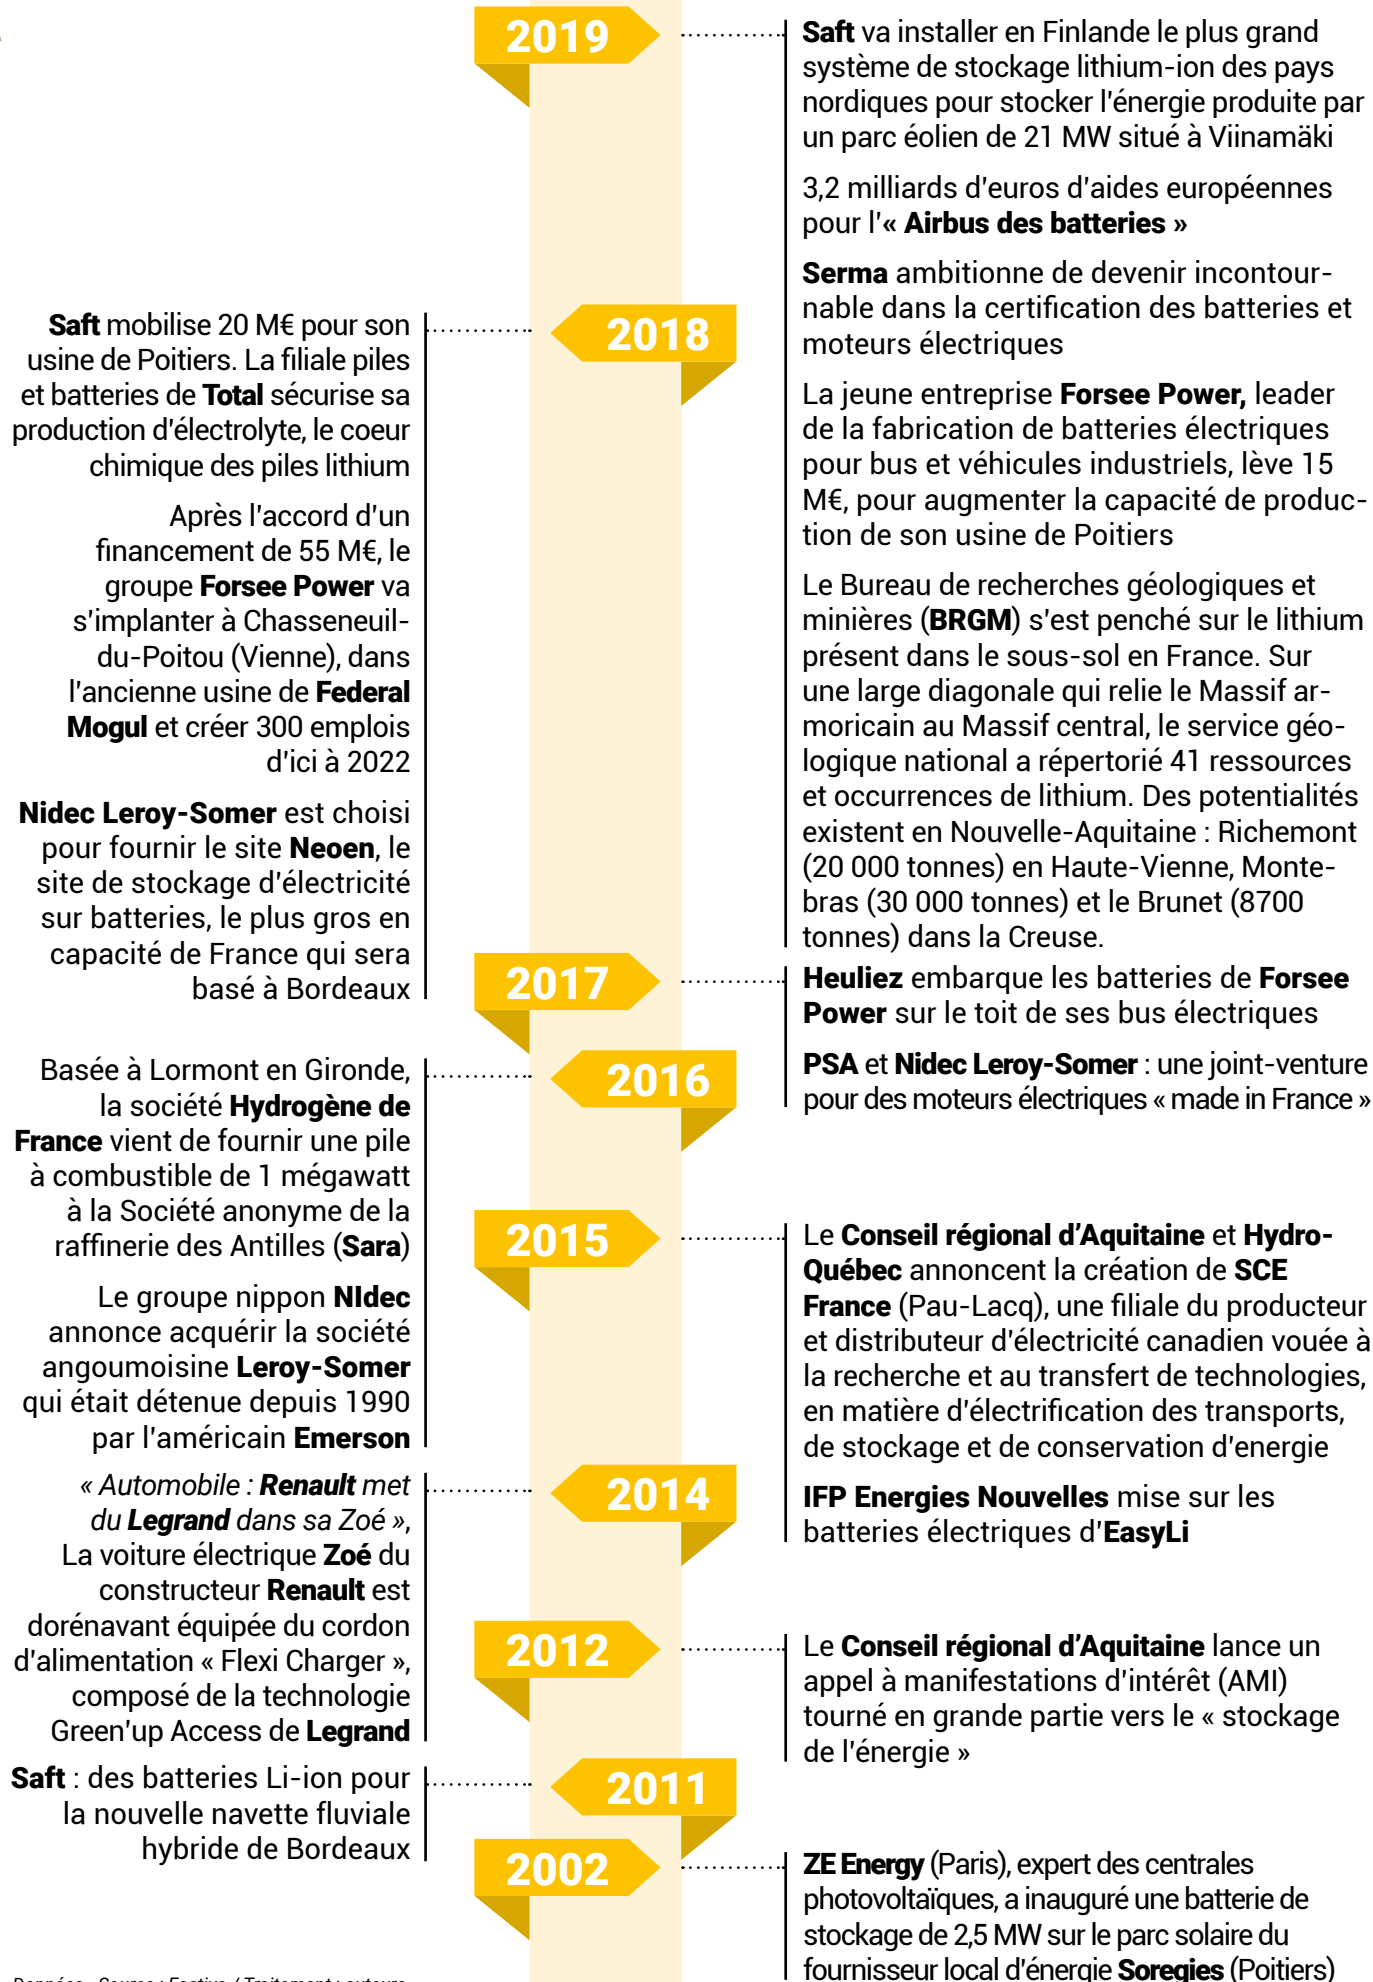 2019
Saft va installer en Finlande le plus grand
système de stockage lithium-ion des pays
nordiques pour stocker l'énergie produite par
un parc éolien de 21 MW situé à Viinamäki
3,2 milliards d'euros d'aides européennes
pour l'« Airbus des batteries »
Serma ambitionne de devenir incontour-
nable dans la certification des batteries et
moteurs électriques
La jeune entreprise Forsee Power, leader
de la fabrication de batteries électriques
pour bus et véhicules industriels, lève 15
M€, pour augmenter la capacité de produc-
tion de son usine de Poitiers
Le Bureau de recherches géologiques et
minières (BRGM) s'est penché sur le lithium
présent dans le sous-sol en France. Sur
une large diagonale qui relie le Massif ar-
moricain au Massif central, le service géo-
logique national a répertorié 41 ressources
et occurrences de lithium. Des potentialités
existent en Nouvelle-Aquitaine : Richemont
(20 000 tonnes) en Haute-Vienne, Monte-
bras (30 000 tonnes) et le Brunet (8700
tonnes) dans la Creuse.
2018
Saft mobilise 20 M€ pour son
usine de Poitiers. La filiale piles
et batteries de Total sécurise sa
production d'électrolyte, le coeur
chimique des piles lithium
Après l'accord d'un
financement de 55 M€, le
groupe Forsee Power va
s'implanter à Chasseneuil-
du-Poitou (Vienne), dans
l'ancienne usine de Federal
Mogul et créer 300 emplois
d'ici à 2022
Nidec Leroy-Somer est choisi
pour fournir le site Neoen, le
site de stockage d'électricité
sur batteries, le plus gros en
capacité de France qui sera
basé à Bordeaux
2017
Heuliez embarque les batteries de Forsee
Power sur le toit de ses bus électriques
PSA et Nidec Leroy-Somer : une joint-venture
pour des moteurs électriques « made in France »
2016
Basée à Lormont en Gironde,
la société Hydrogène de
France vient de fournir une pile
à combustible de 1 mégawatt
à la Société anonyme de la
raffinerie des Antilles (Sara)
Le groupe nippon NIdec
annonce acquérir la société
angoumoisine Leroy-Somer
qui était détenue depuis 1990
par l'américain Emerson
2015
Le Conseil régional d'Aquitaine et Hydro-
Québec annoncent la création de SCE
France (Pau-Lacq), une filiale du producteur
et distributeur d'électricité canadien vouée à
la recherche et au transfert de technologies,
en matière d'électrification des transports,
de stockage et de conservation d'energie
IFP Energies Nouvelles mise sur les
batteries électriques d'EasyLi
2014
« Automobile : Renault met
du Legrand dans sa Zoé »,
La voiture électrique Zoé du
constructeur Renault est
dorénavant équipée du cordon
d'alimentation « Flexi Charger »,
composé de la technologie
Green'up Access de Legrand
2012
Le Conseil régional d'Aquitaine lance un
appel à manifestations d'intérêt (AMI)
tourné en grande partie vers le « stockage
de l'énergie »
2011
Saft : des batteries Li-ion pour
la nouvelle navette fluviale
hybride de Bordeaux
2002
ZE Energy (Paris), expert des centrales
photovoltaïques, a inauguré une batterie de
stockage de 2,5 MW sur le parc solaire du
fournisseur local d'énergie Soregies (Poitiers)